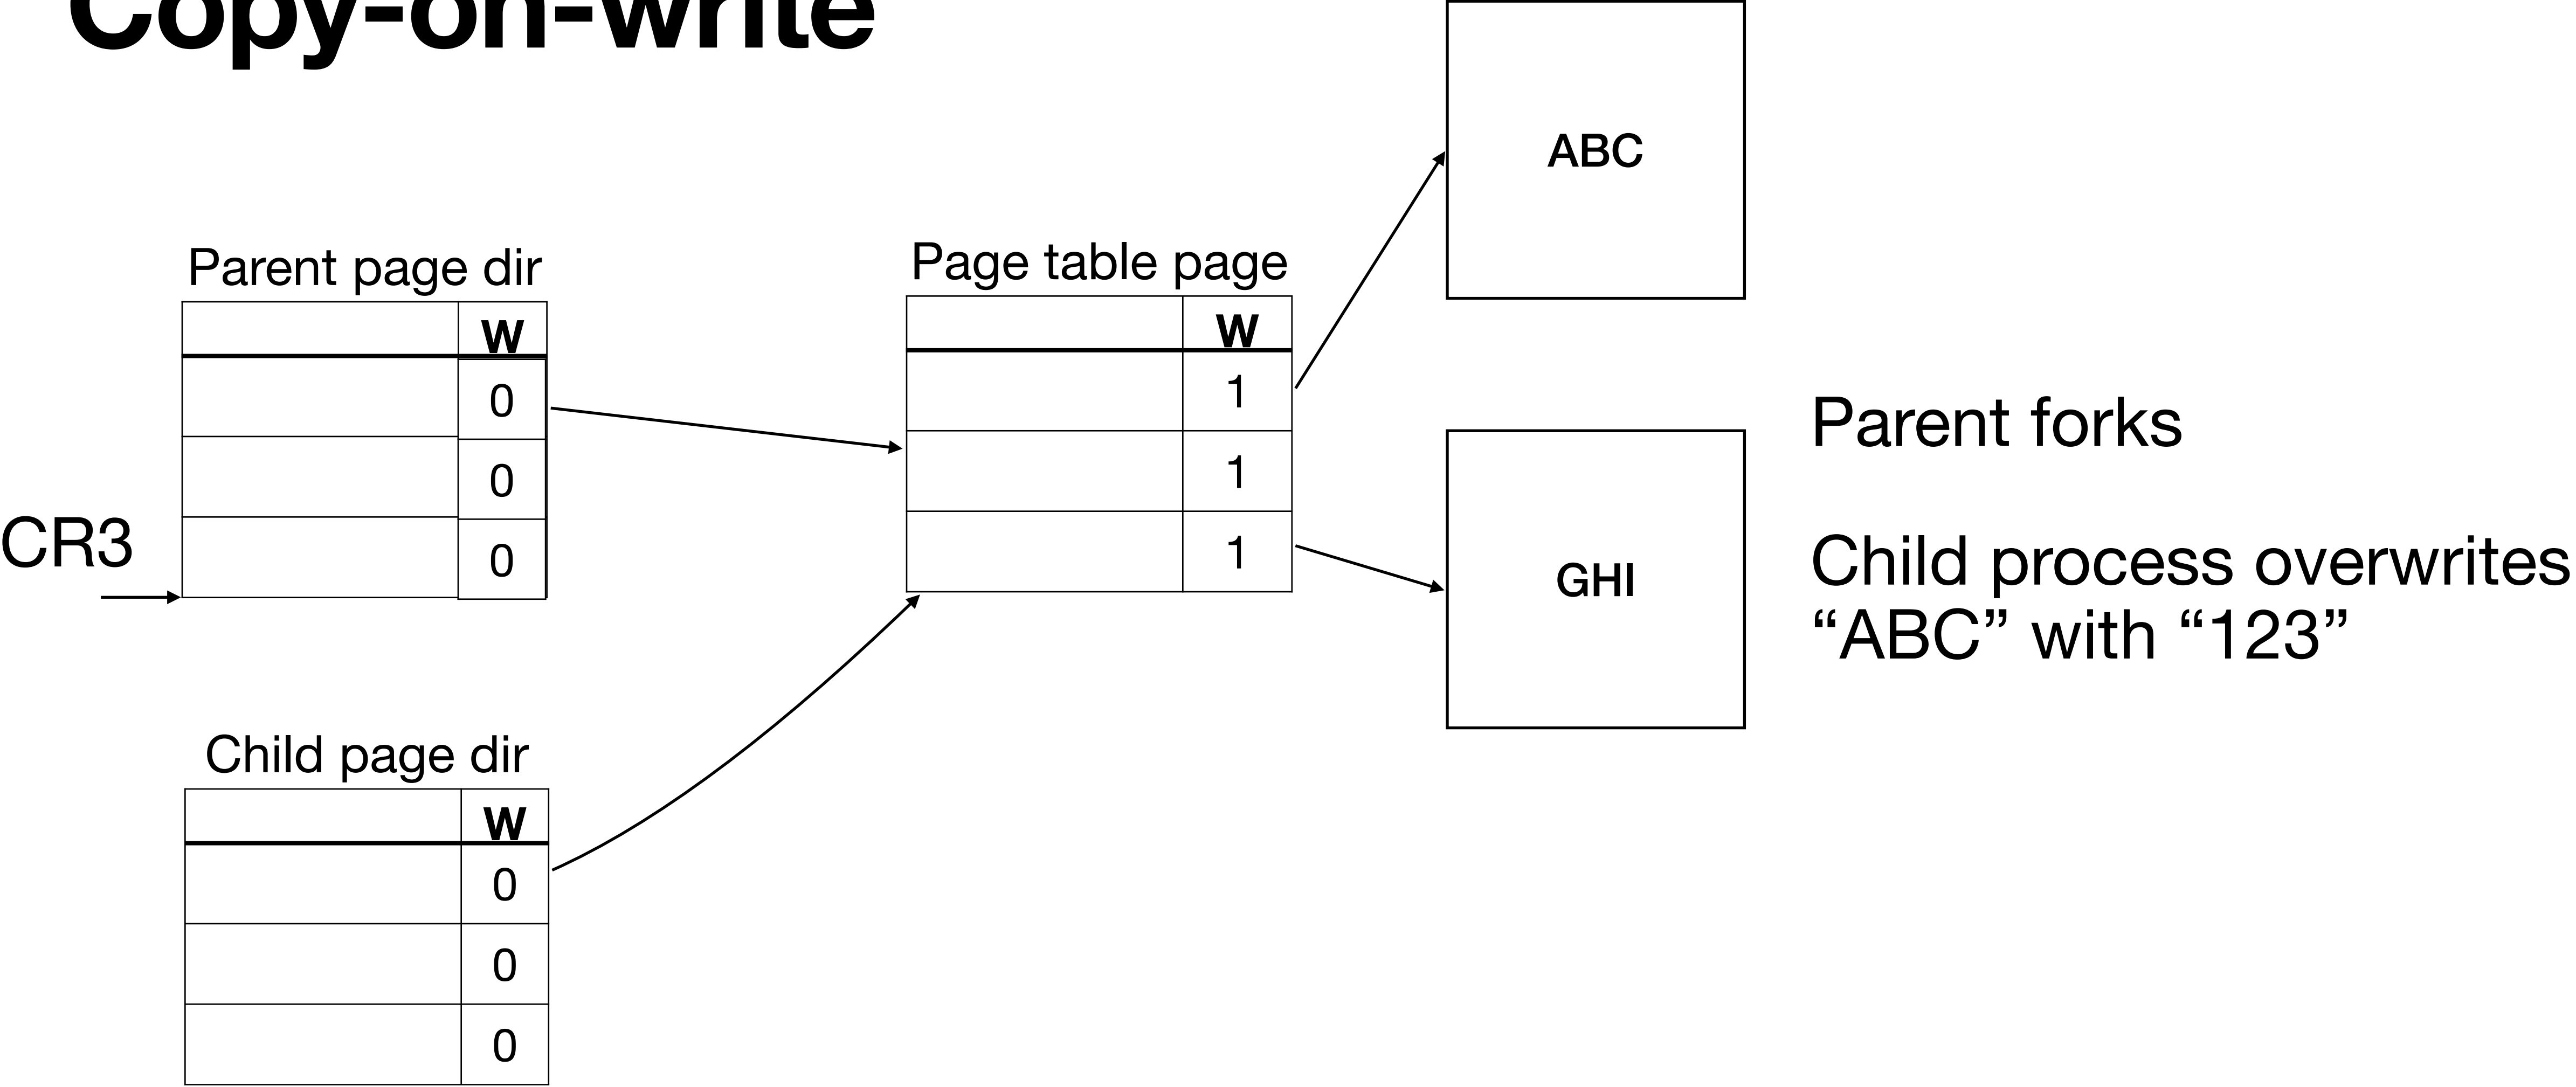 Copy-on-write
ABC
Parent page dir
W
0
0
0
CR3
Page table page
W
1
1
1
GHI
Parent forks
Child process overwrites
“ABC” with “123”
Child page dir
W
0
0
0